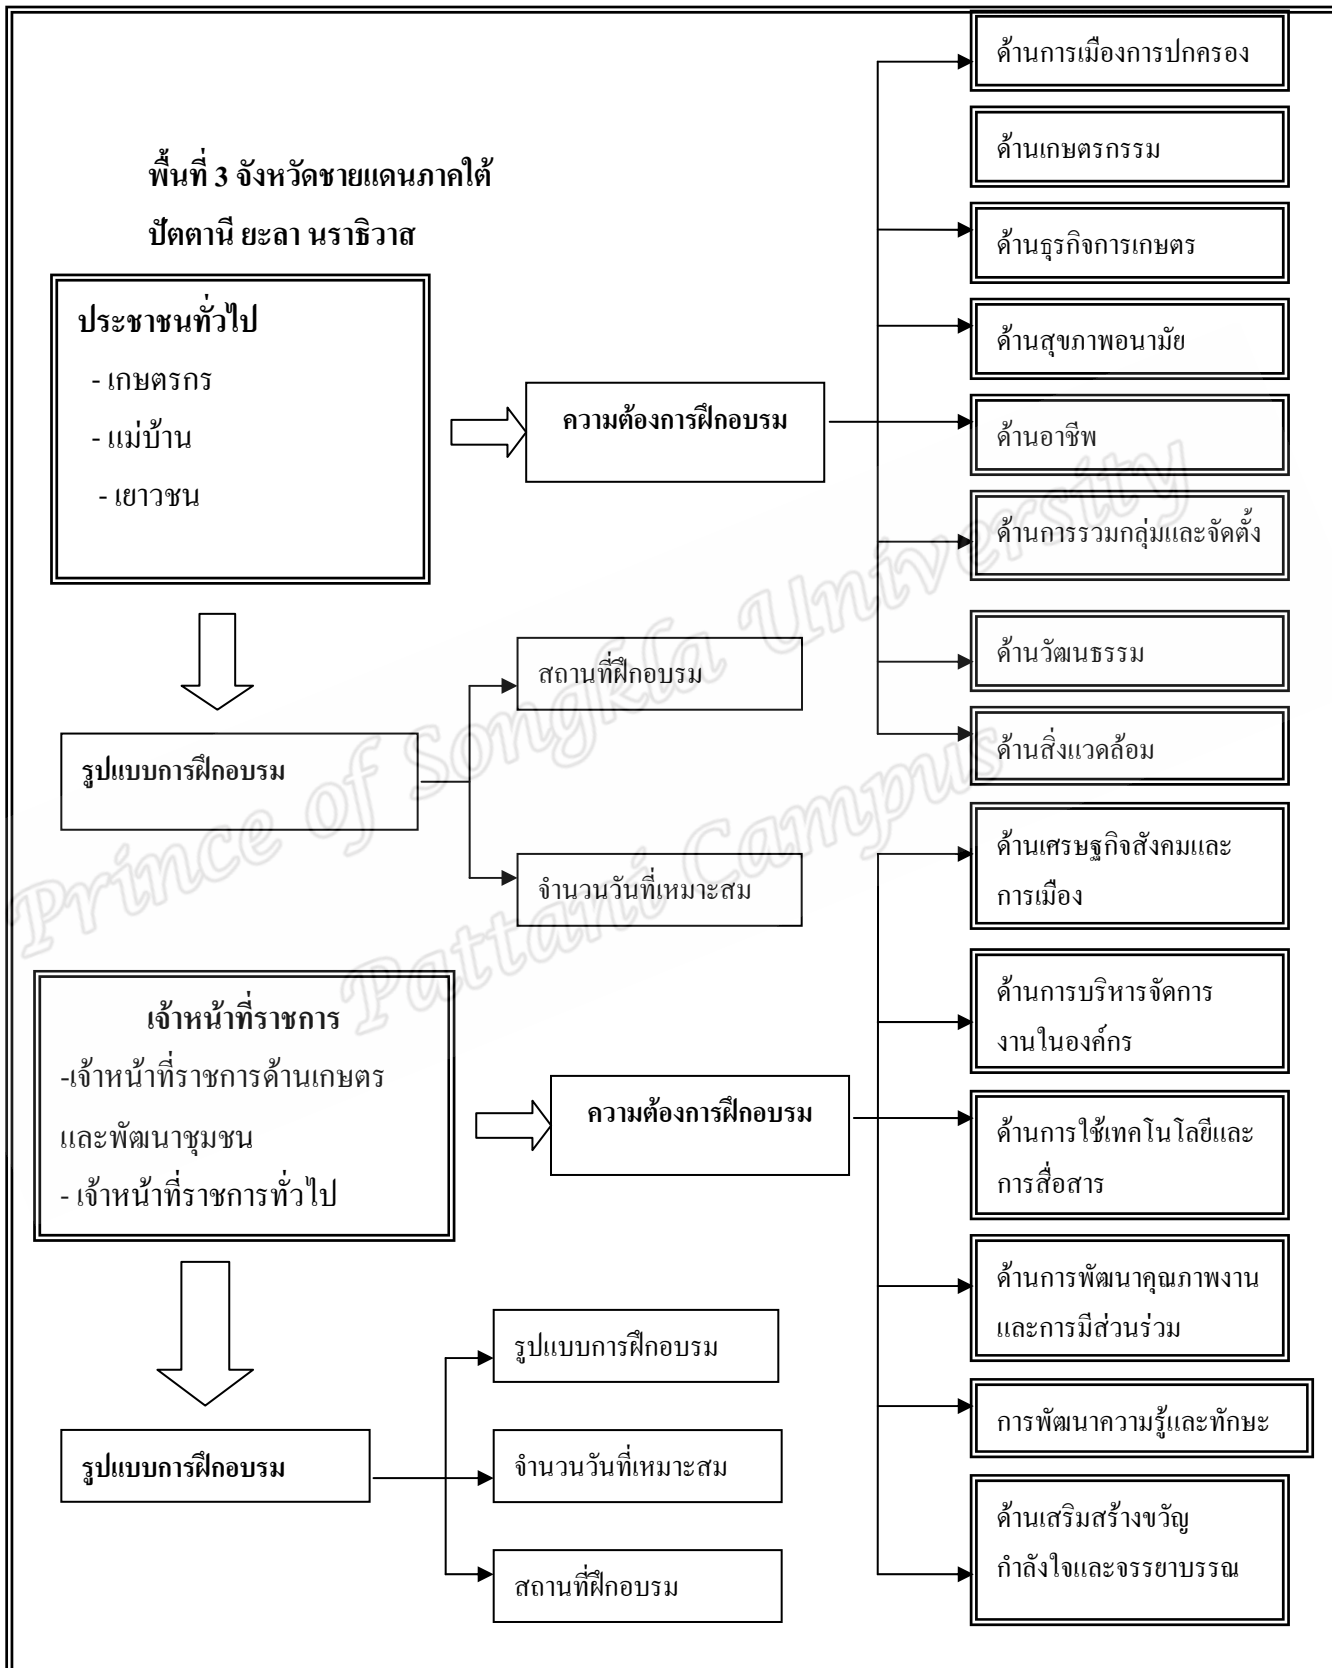 พื้นที่ 3 จังหวัดชายแดนภาคใต้
ปัตตานี ยะลา นราธิวาส
ประชาชนทั่วไป
- เกษตรกร
- แม่บ้าน
- เยาวชน
ความต้องการฝึกอบรม
ด้านการเมืองการปกครอง
ด้านเกษตรกรรม
ด้านธุรกิจการเกษตร
ด้านสุขภาพอนามัย
ด้านอาชีพ
ด้านการรวมกลุ่มและจัดตั้ง
ด้านวัฒนธรรม
ด้านสิ่งแวดล้อม
รูปแบบการฝึกอบรม
สถานที่ฝึกอบรม
จำนวนวันที่เหมาะสม
เจ้าหน้าที่ราชการ
-เจ้าหน้าที่ราชการด้านเกษตร
และพัฒนาชุมชน
- เจ้าหน้าที่ราชการทั่วไป
ความต้องการฝึกอบรม
ด้านเศรษฐกิจสังคมและ
การเมือง
ด้านการบริหารจัดการ
งานในองค์กร
ด้านการใช้เทคโนโลยีและ
การสื่อสาร
ด้านการพัฒนาคุณภาพงาน
และการมีส่วนร่วม
การพัฒนาความรู้และทักษะ
ด้านเสริมสร้างขวัญ
กำลังใจและจรรยาบรรณ
รูปแบบการฝึกอบรม
รูปแบบการฝึกอบรม
จำนวนวันที่เหมาะสม
สถานที่ฝึกอบรม
Prince of Songkla University
Pattani Campus